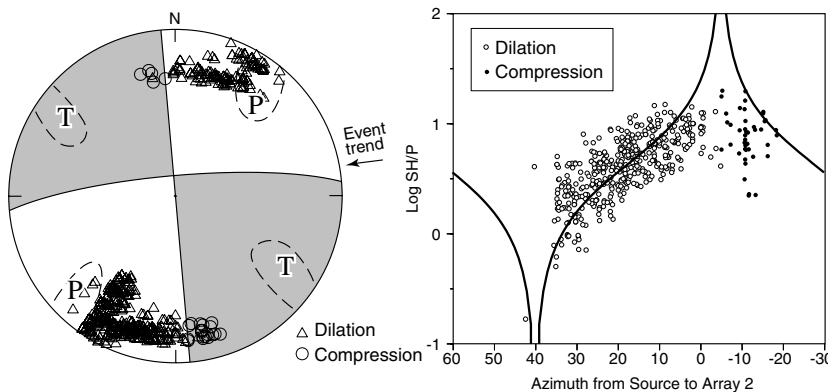 N
T
P
Event
trend
P
T
Dilation
Compression
2
1
0
-1
Log SH/P
Dilation
Compression
60 50 40 30 20 10 0 -10 -20 -30
Azimuth from Source to Array 2